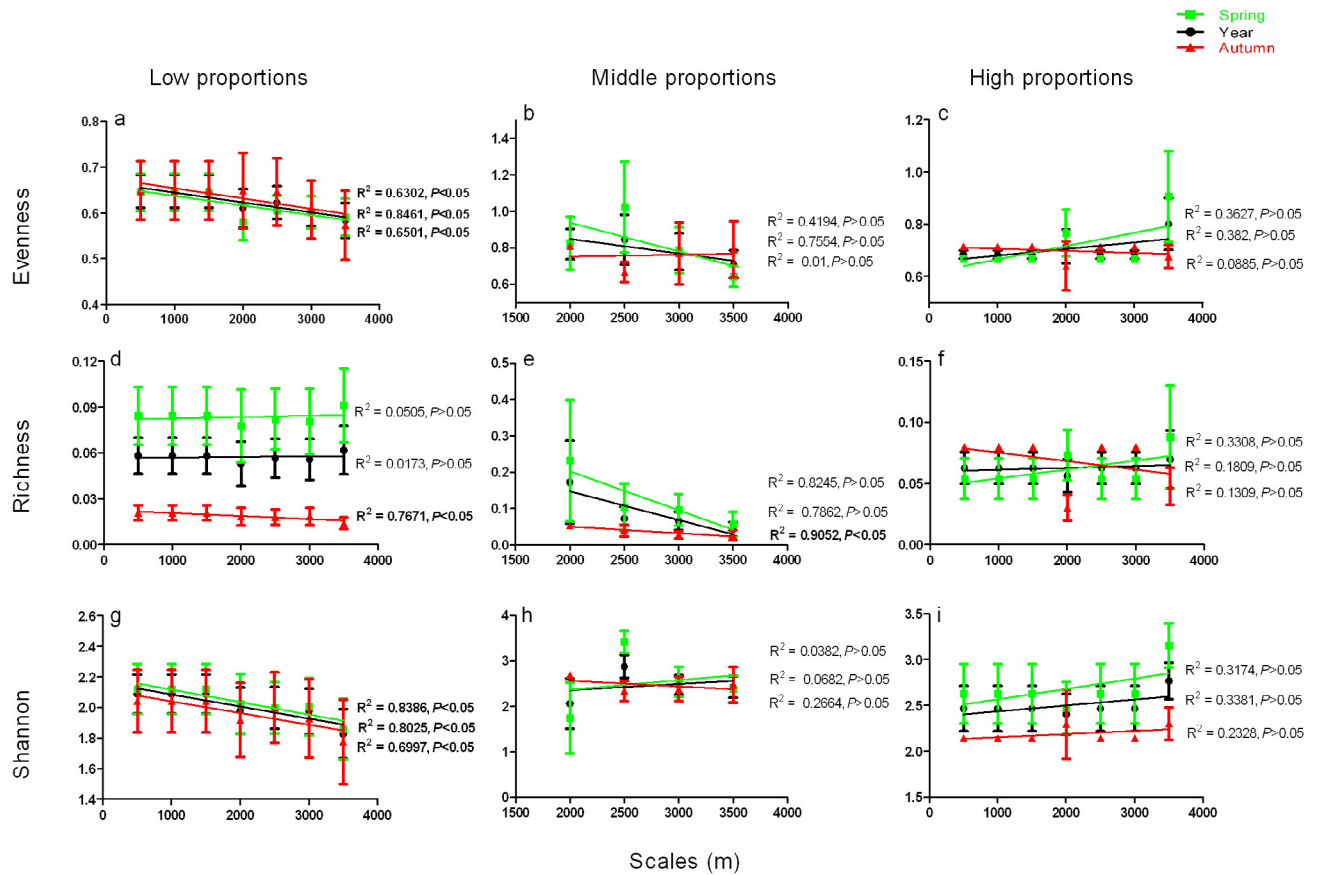 Spring
Year
Autumn
Low proportions
Middle proportions
High proportions
Evenness
a
0.8
0.7
0.6
0.5
0.4
0
1000
2000
3000
4000
R² = 0.6302, P<0.05
R² = 0.8461, P<0.05
R² = 0.6501, P<0.05
b
1.4
1.2
1.0
0.8
0.6
1500
2000
2500
3000
3500
4000
R² = 0.4194, P>0.05
R² = 0.7554, P>0.05
R² = 0.01, P>0.05
c
1.2
1.0
0.8
0.6
0
1000
2000
3000
4000
R² = 0.3627, P>0.05
R² = 0.382, P>0.05
R² = 0.0885, P>0.05
Richness
d
0.12
0.09
0.06
0.03
0.00
0
1000
2000
3000
4000
R² = 0.0505, P>0.05
R² = 0.0173, P>0.05
R² = 0.7671, P<0.05
e
0.5
0.4
0.3
0.2
0.1
0.0
1500
2000
2500
3000
3500
4000
R² = 0.8245, P>0.05
R² = 0.7862, P>0.05
R² = 0.9052, P<0.05
f
0.15
0.10
0.05
0.00
0
1000
2000
3000
4000
R² = 0.3308, P>0.05
R² = 0.1809, P>0.05
R² = 0.1309, P>0.05
Shannon
g
2.6
2.4
2.2
2.0
1.8
1.6
1.4
0
1000
2000
3000
4000
R² = 0.8386, P<0.05
R² = 0.8025, P<0.05
R² = 0.6997, P<0.05
h
4
3
2
1
0
1500
2000
2500
3000
3500
4000
R² = 0.0382, P>0.05
R² = 0.0682, P>0.05
R² = 0.2664, P>0.05
i
3.5
3.0
2.5
2.0
1.5
0
1000
2000
3000
4000
R² = 0.3174, P>0.05
R² = 0.3381, P>0.05
R² = 0.2328, P>0.05
Scales (m)